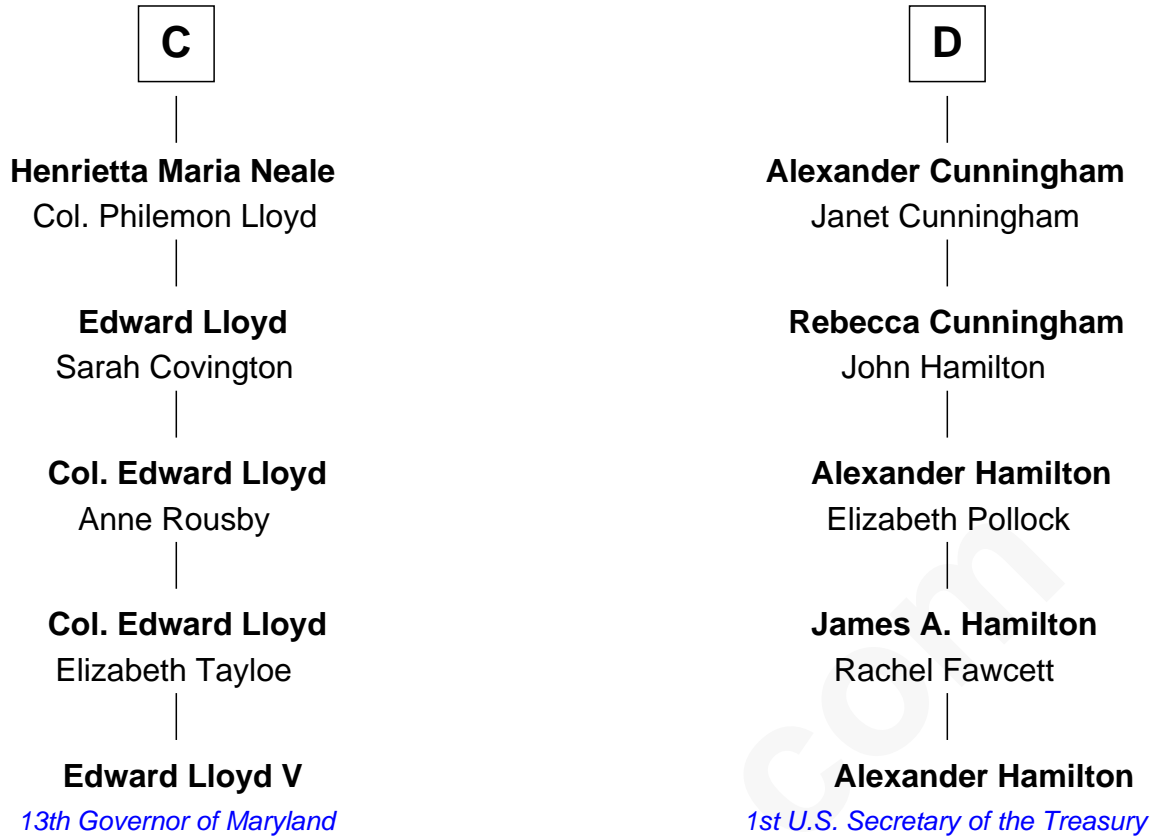 C
Henrietta Maria Neale
Col. Philemon Lloyd
Edward Lloyd
Sarah Covington
Col. Edward Lloyd
Anne Rousby
Col. Edward Lloyd
Elizabeth Tayloe
Edward Lloyd V
13th Governor of Maryland
D
Alexander Cunningham
Janet Cunningham
Rebecca Cunningham
John Hamilton
Alexander Hamilton
Elizabeth Pollock
James A. Hamilton
Rachel Fawcett
Alexander Hamilton
1st U.S. Secretary of the Treasury
com